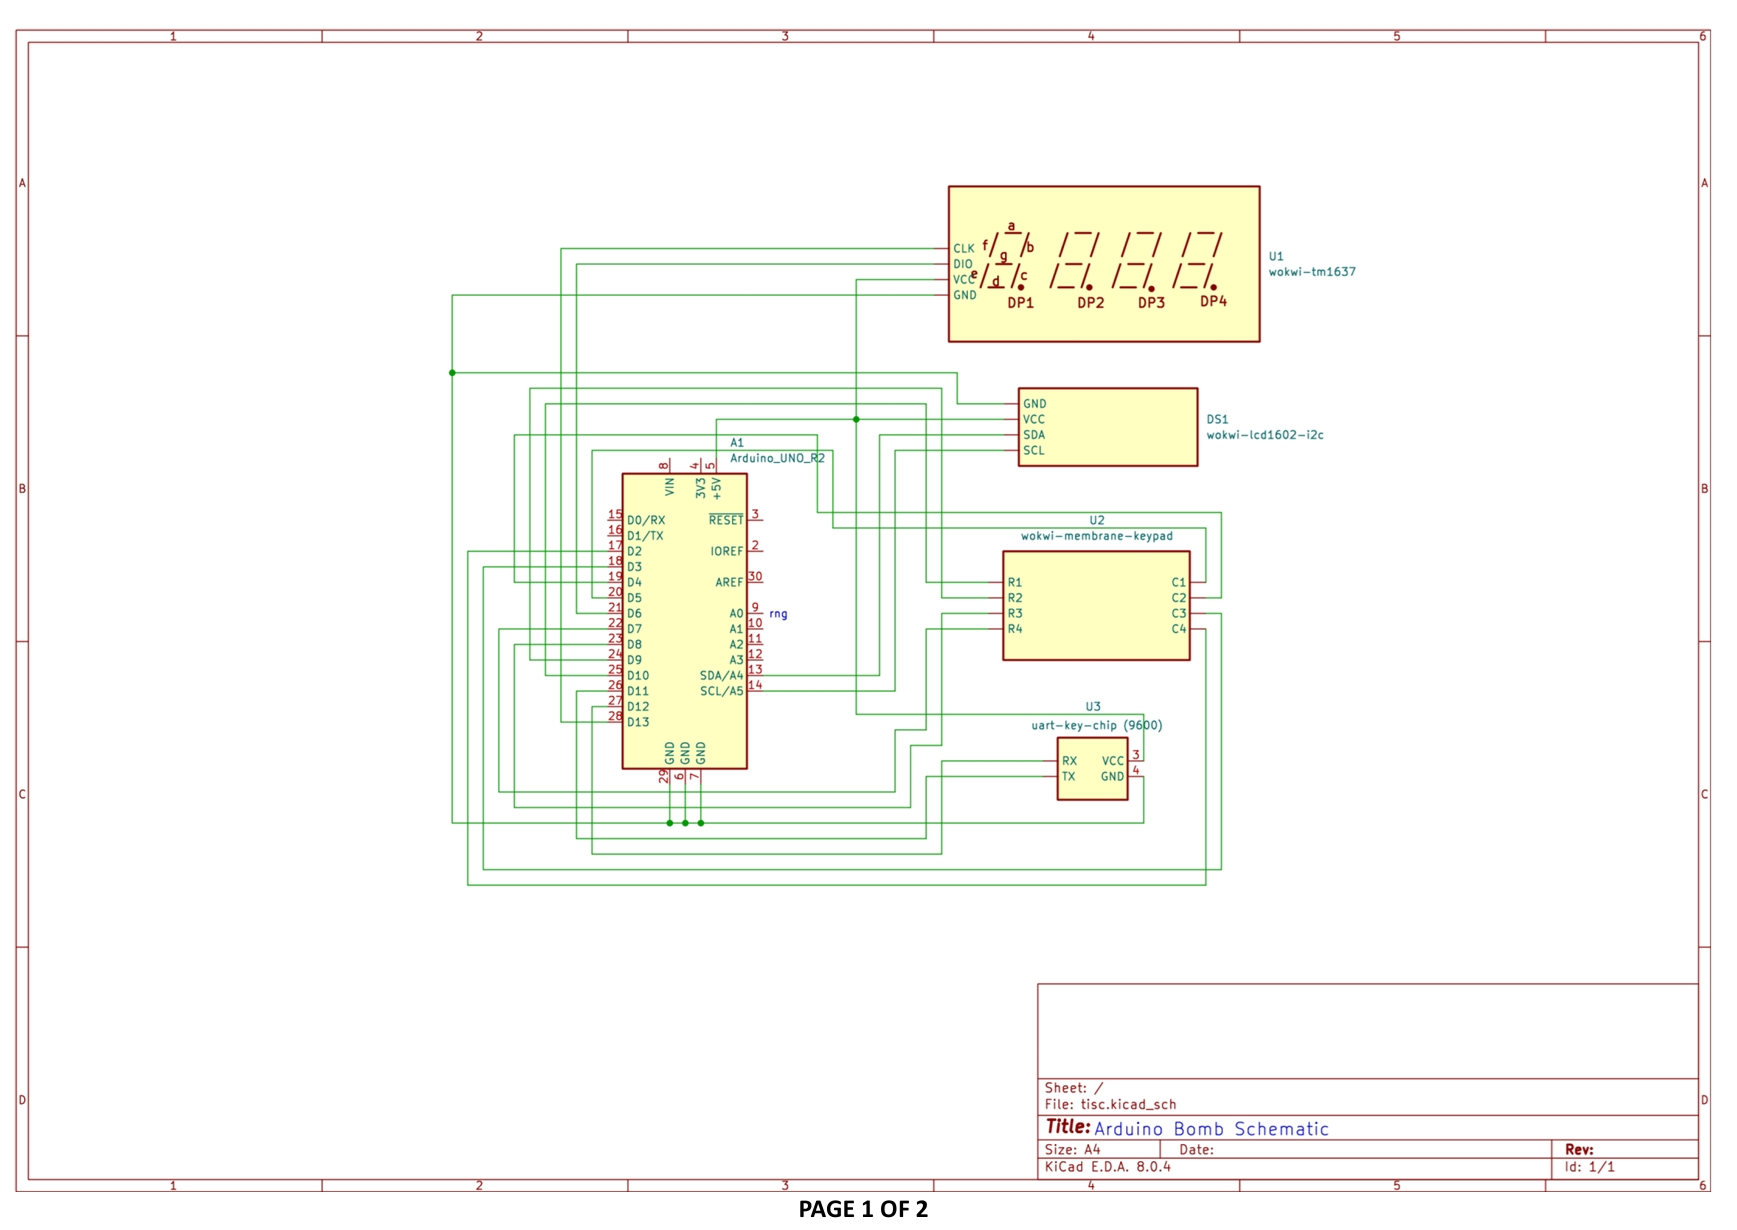 1 2 3 4 5 6
A A
CLK
DIO
VCC
GND
a
f b
g
e c
d
DP1 DP2 DP3 DP4
U1
wokwi-tm1637
GND
VCC
SDA
SCL
DS1
wokwi-lcd1602-i2c
A1
Arduino_UNO_R2
B B
8 4 5
VIN 3V3 +5V
15 D0/RX RESET 3
16 D1/TX
17 D2 IOREF 2
18 D3
19 D4 AREF 30
20 D5
21 D6 A0 9 rng
22 D7 A1 10
23 D8 A2 11
24 D9 A3 12
25 D10 SDA/A4 13
26 D11 SCL/A5 14
27 D12
28 D13
GND GND GND
29 6 7
U2
wokwi-membrane-keypad
R1 C1
R2 C2
R3 C3
R4 C4
U3
uart-key-chip (9600)
RX VCC 3
TX GND 4
C C
D D
Sheet: /
File: tisc.kicad_sch
Title: Arduino Bomb Schematic
Size: A4 Date: Rev:
KiCad E.D.A. 8.0.4 Id: 1/1
1 2 3 4 5 6
PAGE 1 OF 2